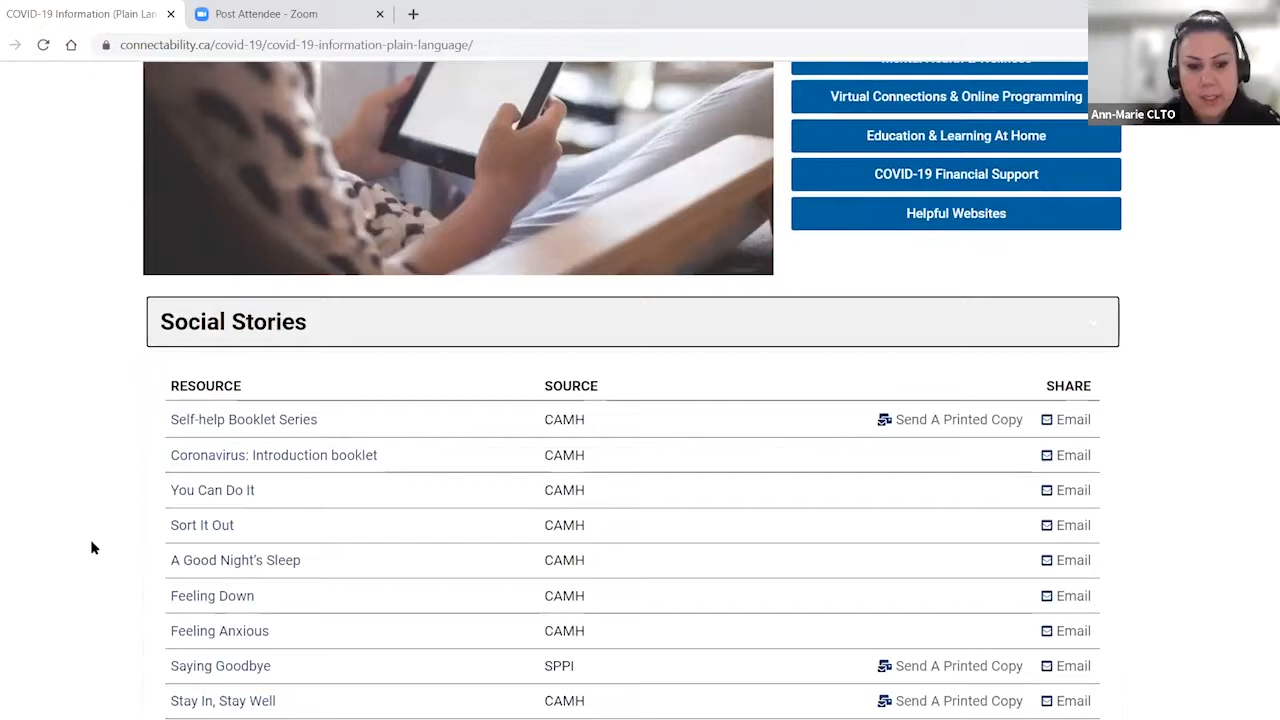 COVID-19 Information (Plain Lan
Post Attendee - Zoom
connectability.ca/covid-19/covid-19-information-plain-language/
Ann-Marie CLTO
Virtual Connections & Online Programming
Education & Learning At Home
COVID-19 Financial Support
Helpful Websites
Social Stories
RESOURCE SOURCE SHARE
Self-help Booklet Series CAMH Send A Printed Copy Email
Coronavirus: Introduction booklet CAMH Email
You Can Do It CAMH Email
Sort It Out CAMH Email
A Good Night's Sleep CAMH Email
Feeling Down CAMH Email
Feeling Anxious CAMH Email
Saying Goodbye SPPI Send A Printed Copy Email
Stay In, Stay Well CAMH Send A Printed Copy Email